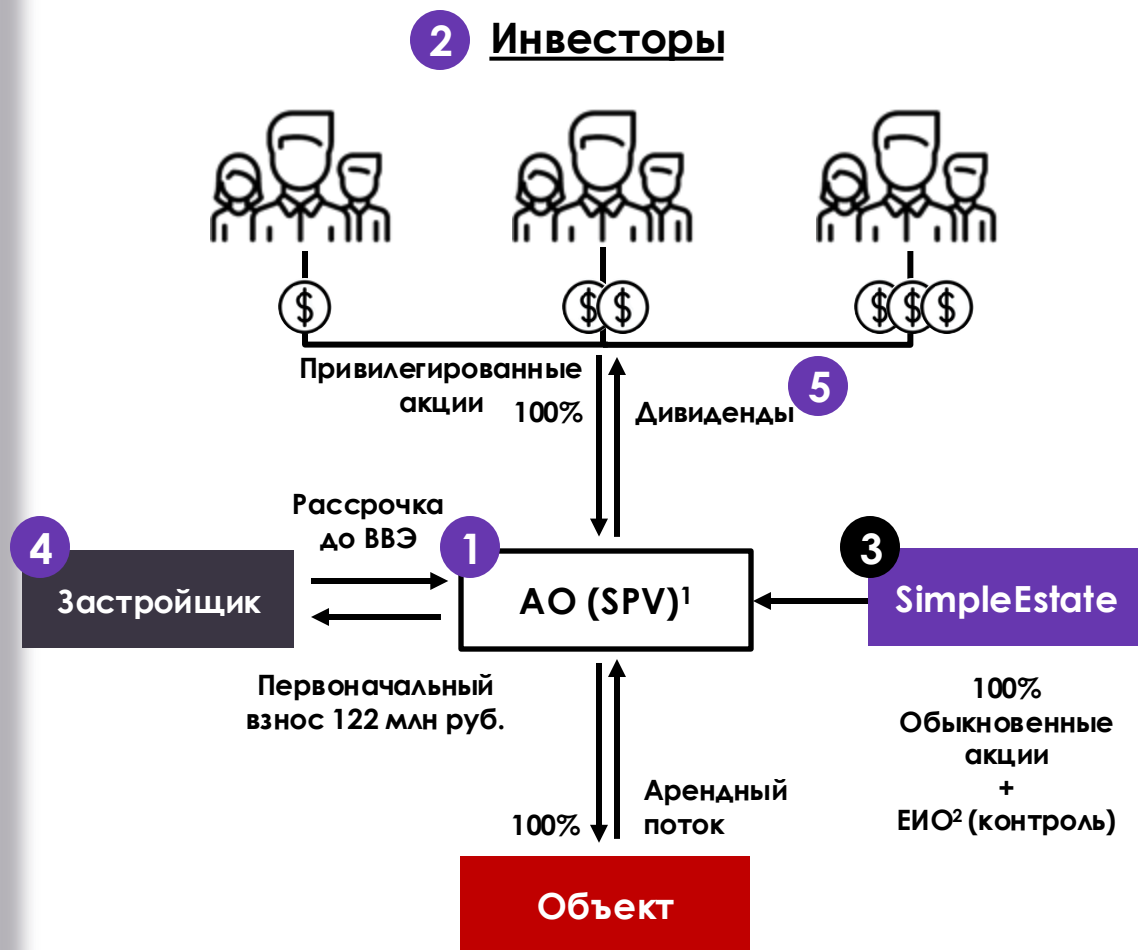 2 Инвесторы
$
$ $
$ $ $
Привилегированные
акции
100%
Дивиденды
5
Рассрочка
до ВВЭ
4
Застройщик
1
АО (SPV)¹
3
SimpleEstate
Первоначальный
взнос 122 млн руб.
100%
Обыкновенные
акции
+
ЕИО² (контроль)
100%
Арендный
поток
Объект